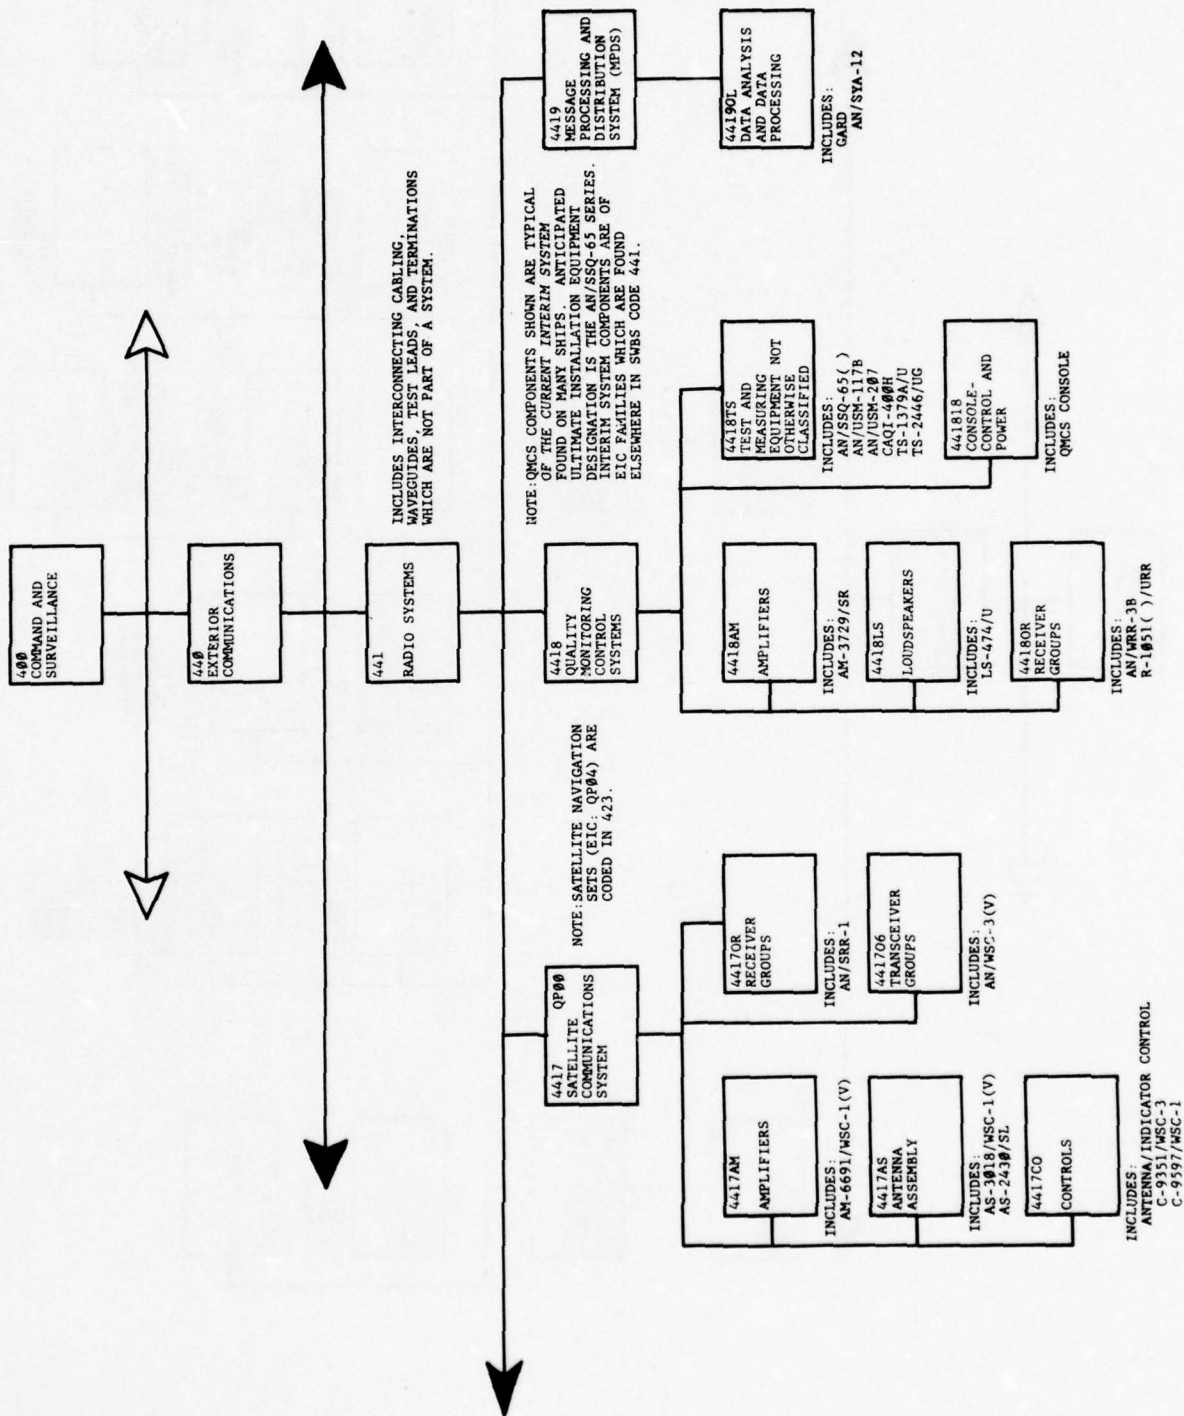 400
COMMAND AND
SURVEILLANCE
440
EXTERIOR
COMMUNICATIONS
441
RADIO SYSTEMS
INCLUDES INTERCONNECTING CABLING,
WAVEGUIDES, TEST LEADS, AND TERMINATIONS
WHICH ARE NOT PART OF A SYSTEM.
4417 QP00
SATELLITE
COMMUNICATIONS
SYSTEM
NOTE: SATELLITE NAVIGATION
SETS (EIC: QP04) ARE
CODED IN 423.
4417AM
AMPLIFIERS
INCLUDES:
AM-6691/WSC-1(V)
4417AS
ANTENNA
ASSEMBLY
INCLUDES:
AS-3018/WSC-1(V)
AS-2430/SL
4417CO
CONTROLS
INCLUDES:
ANTENNA/INDICATOR CONTROL
C-9351/WSC-3
C-9597/WSC-1
4417OR
RECEIVER
GROUPS
INCLUDES:
AN/SRR-1
4417O6
TRANSCEIVER
GROUPS
INCLUDES:
AN/WSC-3(V)
4418
QUALITY
MONITORING
CONTROL
SYSTEMS
NOTE: QMCS COMPONENTS SHOWN ARE TYPICAL
OF THE CURRENT INTERIM SYSTEM
FOUND ON MANY SHIPS. ANTICIPATED
ULTIMATE INSTALLATION EQUIPMENT
DESIGNATION IS THE AN/SSQ-65 SERIES.
INTERIM SYSTEM COMPONENTS ARE OF
EIC FAMILIES WHICH ARE FOUND
ELSEWHERE IN SWBS CODE 441.
4418AM
AMPLIFIERS
INCLUDES:
AM-3729/SR
4418LS
LOUDSPEAKERS
INCLUDES:
LS-474/U
4418OR
RECEIVER
GROUPS
INCLUDES:
AN/WRR-3B
R-1051( )/URR
4418TS
TEST AND
MEASURING
EQUIPMENT NOT
OTHERWISE
CLASSIFIED
INCLUDES:
AN/SSQ-65( )
AN/USM-117B
AN/USM-207
CAQI-400H
TS-1379A/U
TS-2446/UG
441818
CONSOLE-
CONTROL AND
POWER
INCLUDES:
QMCS CONSOLE
4419
MESSAGE
PROCESSING AND
DISTRIBUTION
SYSTEM (MPDS)
4419OL
DATA ANALYSIS
AND DATA
PROCESSING
INCLUDES:
GARD
AN/SYA-12